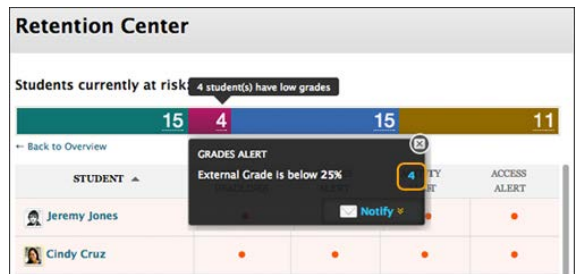 Retention Center
Students currently at risk:
4 student(s) have low grades
15 4 15 11
← Back to Overview
GRADES ALERT
External Grade is below 25% 4
Notify
STUDENT ACCESS
ALERT
Jeremy Jones
Cindy Cruz